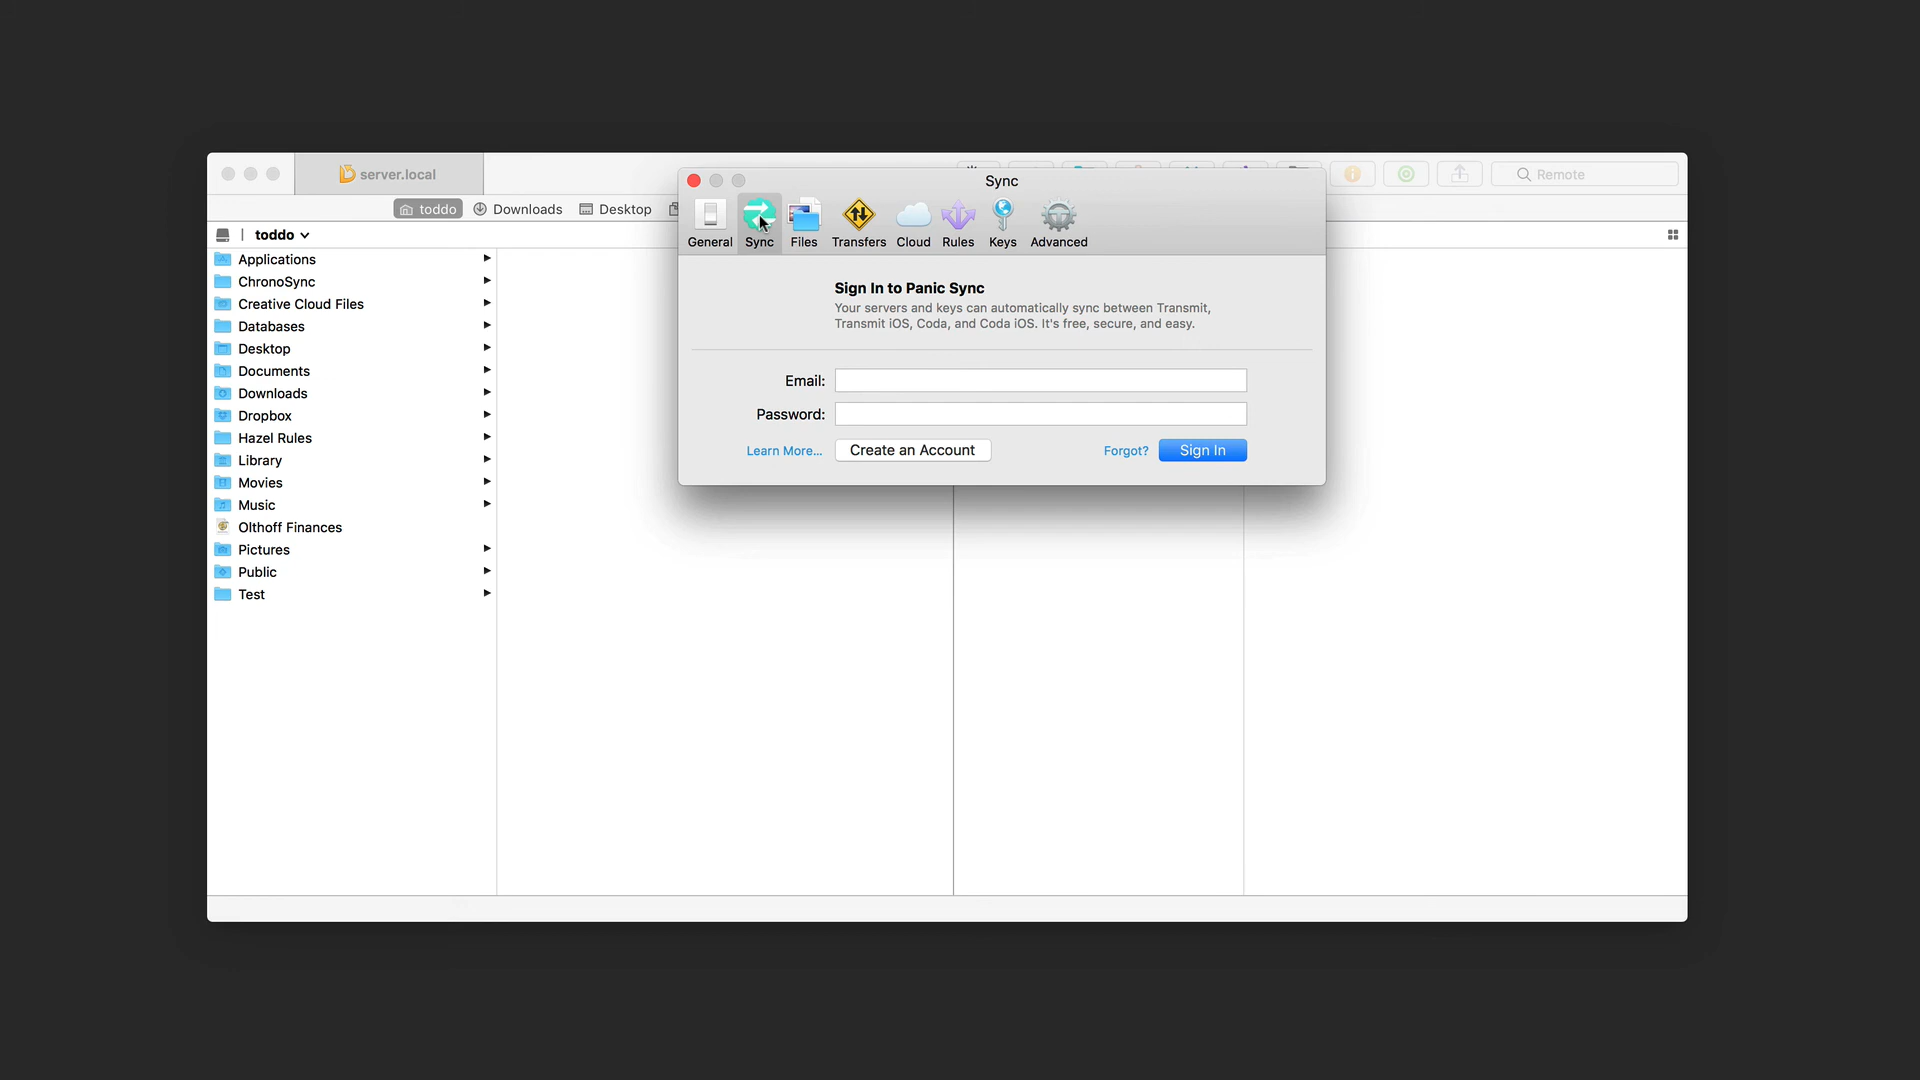 server.local
Remote
toddo
Downloads
Desktop
toddo
Applications
ChronoSync
Creative Cloud Files
Databases
Desktop
Documents
Downloads
Dropbox
Hazel Rules
Library
Movies
Music
Olthoff Finances
Pictures
Public
Test
Sync
General
Sync
Files
Transfers
Cloud
Rules
Keys
Advanced
Sign In to Panic Sync
Your servers and keys can automatically sync between Transmit,
Transmit iOS, Coda, and Coda iOS. It's free, secure, and easy.
Email:
Password:
Learn More...
Create an Account
Forgot?
Sign In